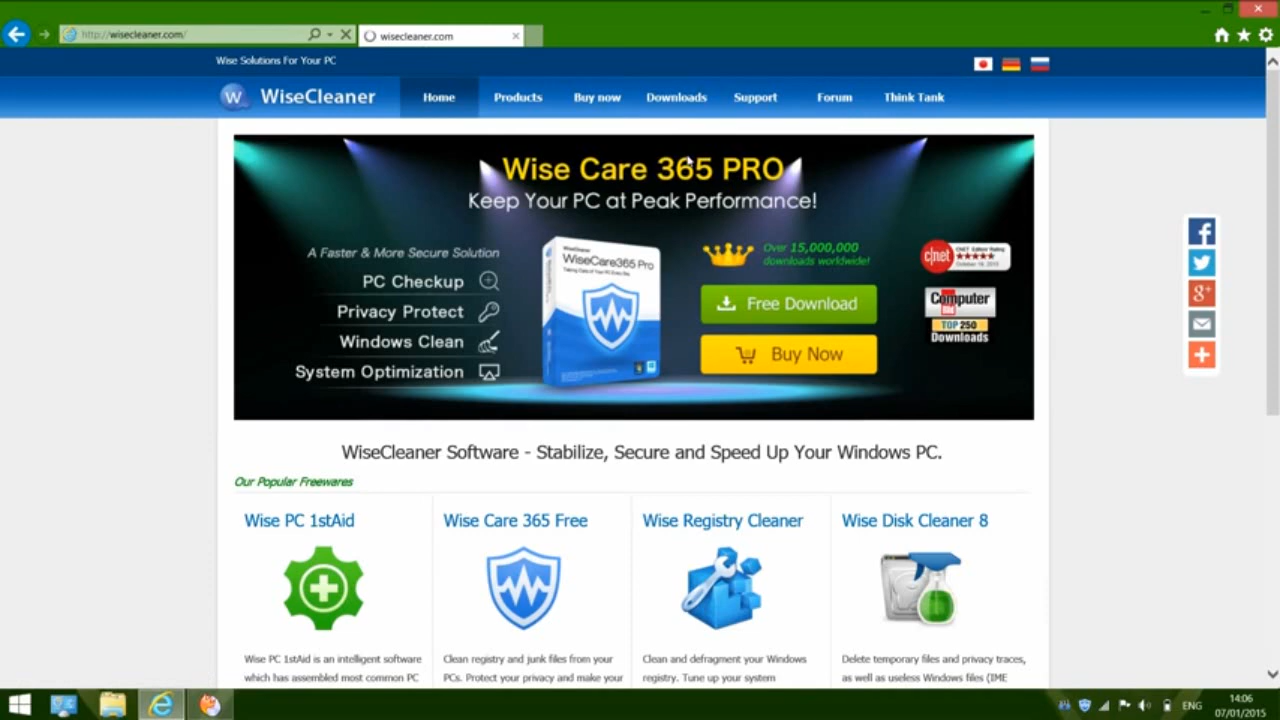 http://wisecleaner.com/
wisecleaner.com
Wise Solutions For Your PC
W WiseCleaner
Home Products Buy now Downloads Support Forum Think Tank
Wise Care 365 PRO
Keep Your PC at Peak Performance!
A Faster & More Secure Solution
PC Checkup
Privacy Protect
Windows Clean
System Optimization
WiseCleaner
WiseCare365 Pro
Over 15,000,000
downloads worldwide!
Free Download
Buy Now
c|net
CNET Editors' Rating
Computer
Bild
TOP 250
Downloads
WiseCleaner Software - Stabilize, Secure and Speed Up Your Windows PC.
Our Popular Freewares
Wise PC 1stAid
Wise Care 365 Free
Wise Registry Cleaner
Wise Disk Cleaner 8
Wise PC 1stAid is an intelligent software
which has assembled most common PC
Clean registry and junk files from your
PCs. Protect your privacy and make your
Clean and defragment your Windows
registry. Tune up your system
Delete temporary files and privacy traces,
as well as useless Windows files (IME
ENG
14:06
07/01/2015